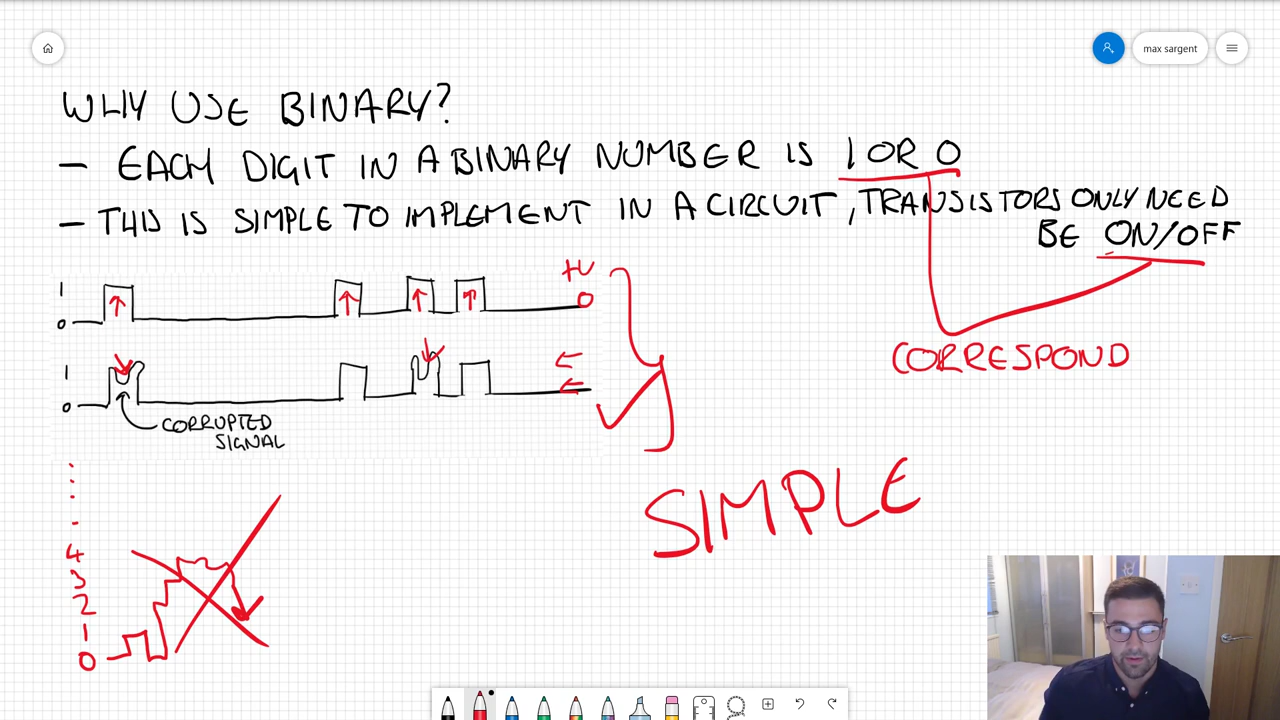 max sargent
WHY USE BINARY?
- EACH DIGIT IN A BINARY NUMBER IS 1 OR 0
- THIS IS SIMPLE TO IMPLEMENT IN A CIRCUIT, TRANSISTORS ONLY NEED
BE ON/OFF
1
+V
0
0
1
0
CORRUPTED
SIGNAL
CORRESPOND
SIMPLE
4
3
2
1
0